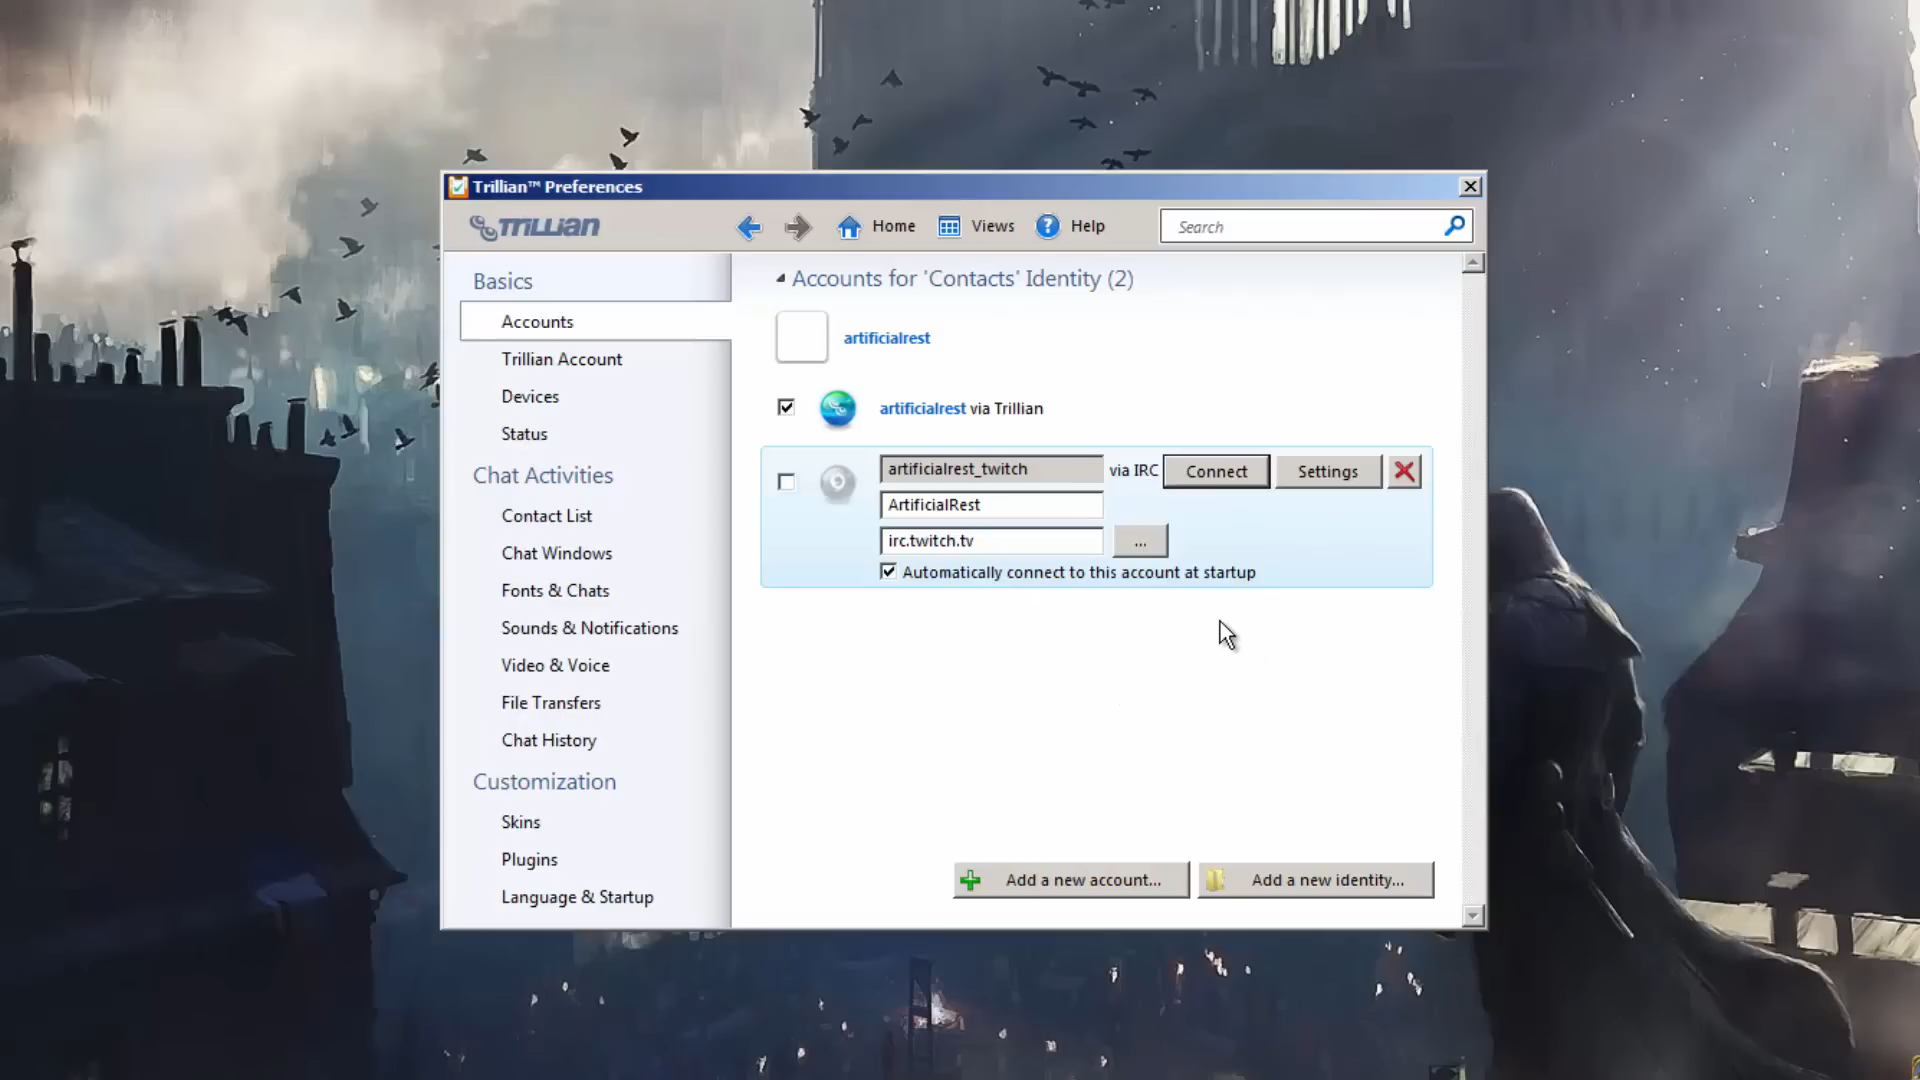 Trillian™ Preferences
TRILLIAN
Home
Views
Help
Search
Basics
Accounts
Trillian Account
Devices
Status
Chat Activities
Contact List
Chat Windows
Fonts & Chats
Sounds & Notifications
Video & Voice
File Transfers
Chat History
Customization
Skins
Plugins
Language & Startup
Accounts for 'Contacts' Identity (2)
artificialrest
artificialrest via Trillian
artificialrest_twitch via IRC Connect Settings
ArtificialRest
irc.twitch.tv ...
Automatically connect to this account at startup
Add a new account...
Add a new identity...